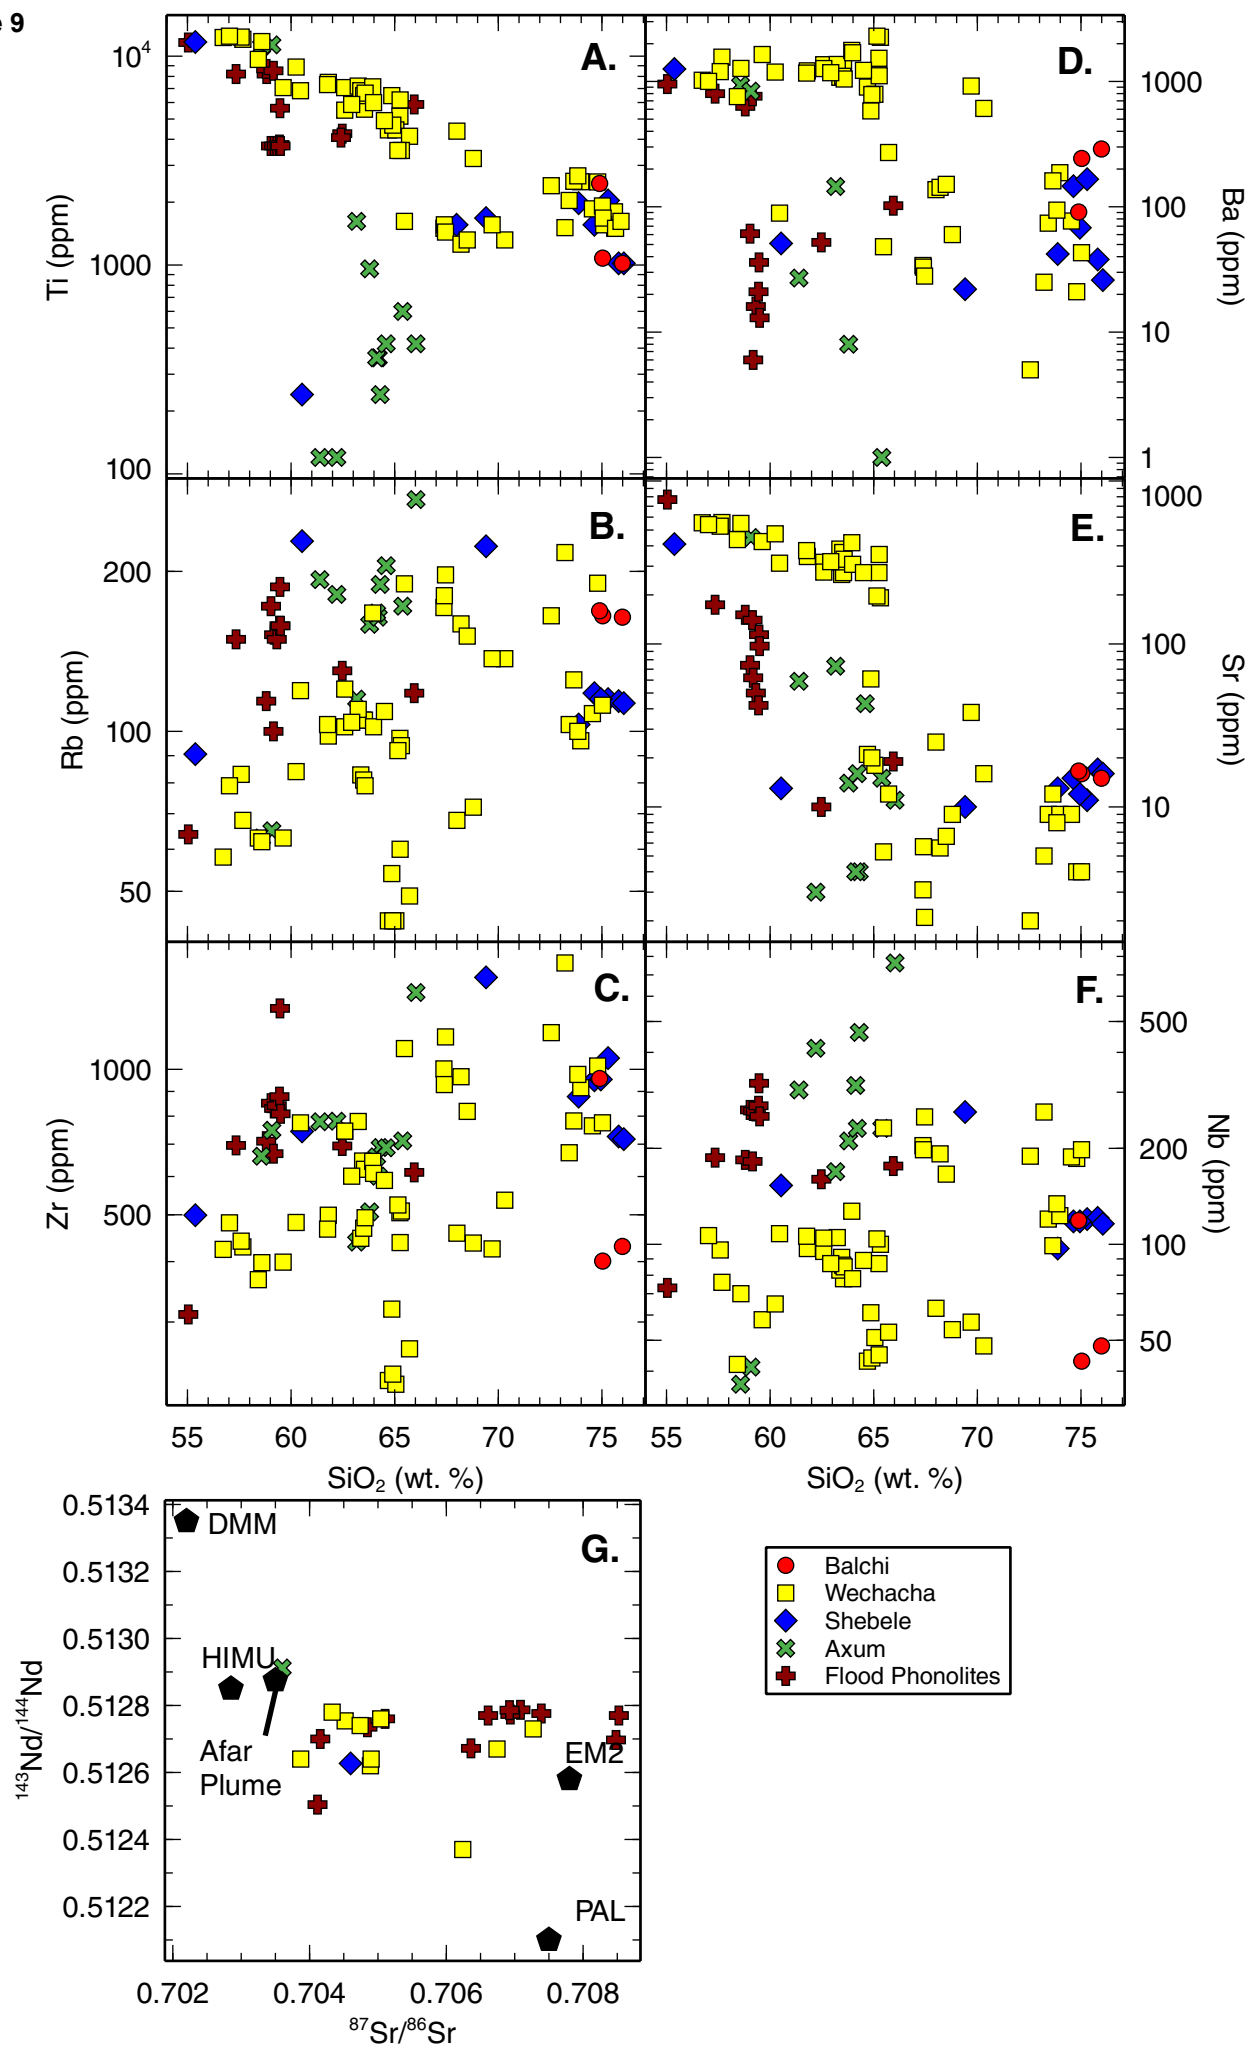 9
A.
D.
10⁴
1000
100
Ti (ppm)
1000
100
10
1
Ba (ppm)
B.
E.
200
100
50
Rb (ppm)
1000
100
10
Sr (ppm)
C.
F.
1000
500
Zr (ppm)
500
200
100
50
Nb (ppm)
55 60 65 70 75
55 60 65 70 75
SiO₂ (wt. %)
SiO₂ (wt. %)
0.5134
0.5132
0.5130
0.5128
0.5126
0.5124
0.5122
¹⁴³Nd/¹⁴⁴Nd
DMM
G.
HIMU
Afar
Plume
EM2
PAL
0.702 0.704 0.706 0.708
⁸⁷Sr/⁸⁶Sr
Balchi
Wechacha
Shebele
Axum
Flood Phonolites